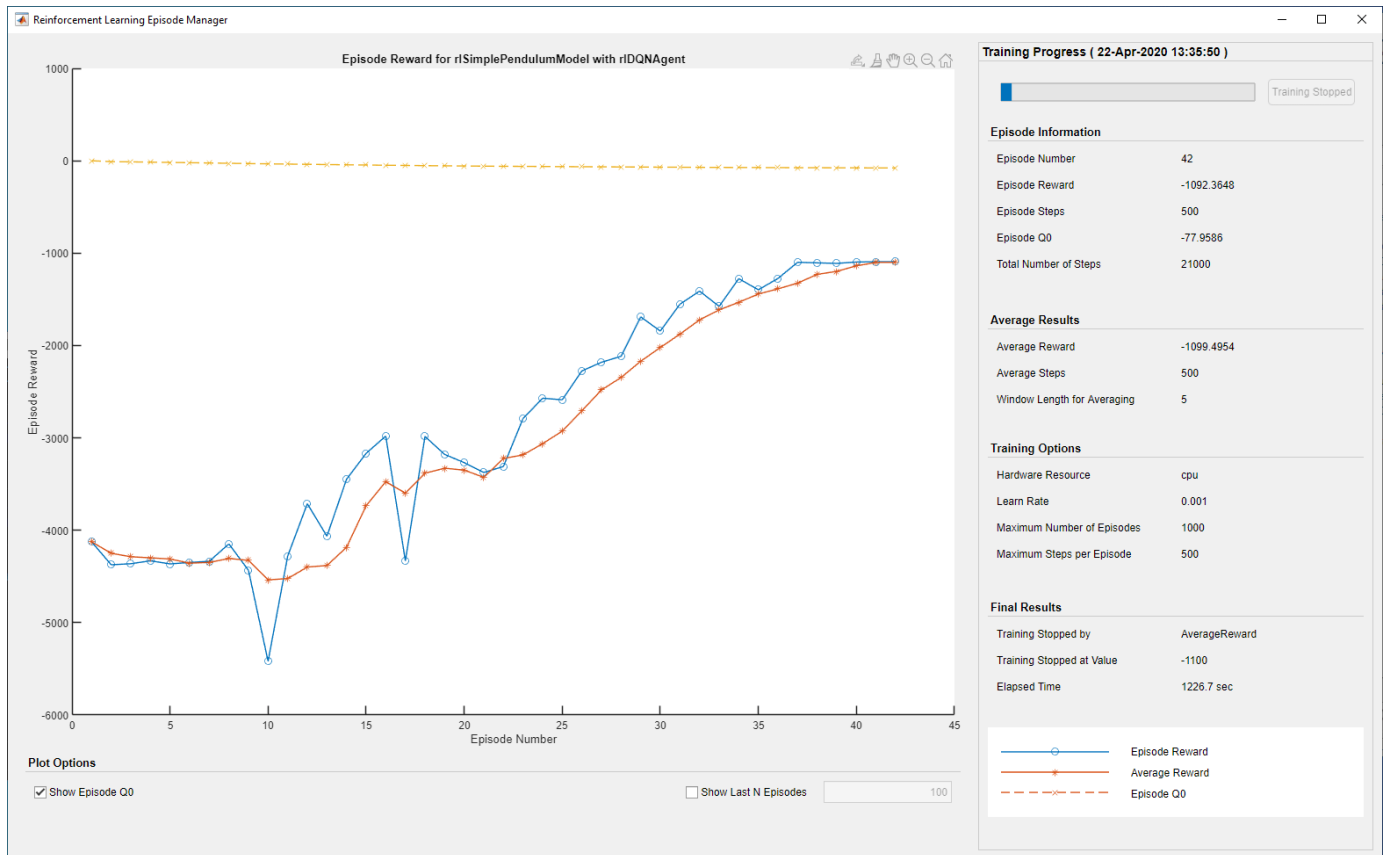 Reinforcement Learning Episode Manager
Episode Reward for rlSimplePendulumModel with rlDQNAgent
1000
0
-1000
-2000
-3000
-4000
-5000
-6000
Episode Reward
0 5 10 15 20 25 30 35 40 45
Episode Number
Plot Options
Show Episode Q0
Show Last N Episodes 100
Training Progress ( 22-Apr-2020 13:35:50 )
Training Stopped
Episode Information
Episode Number 42
Episode Reward -1092.3648
Episode Steps 500
Episode Q0 -77.9586
Total Number of Steps 21000
Average Results
Average Reward -1099.4954
Average Steps 500
Window Length for Averaging 5
Training Options
Hardware Resource cpu
Learn Rate 0.001
Maximum Number of Episodes 1000
Maximum Steps per Episode 500
Final Results
Training Stopped by AverageReward
Training Stopped at Value -1100
Elapsed Time 1226.7 sec
Episode Reward
Average Reward
Episode Q0